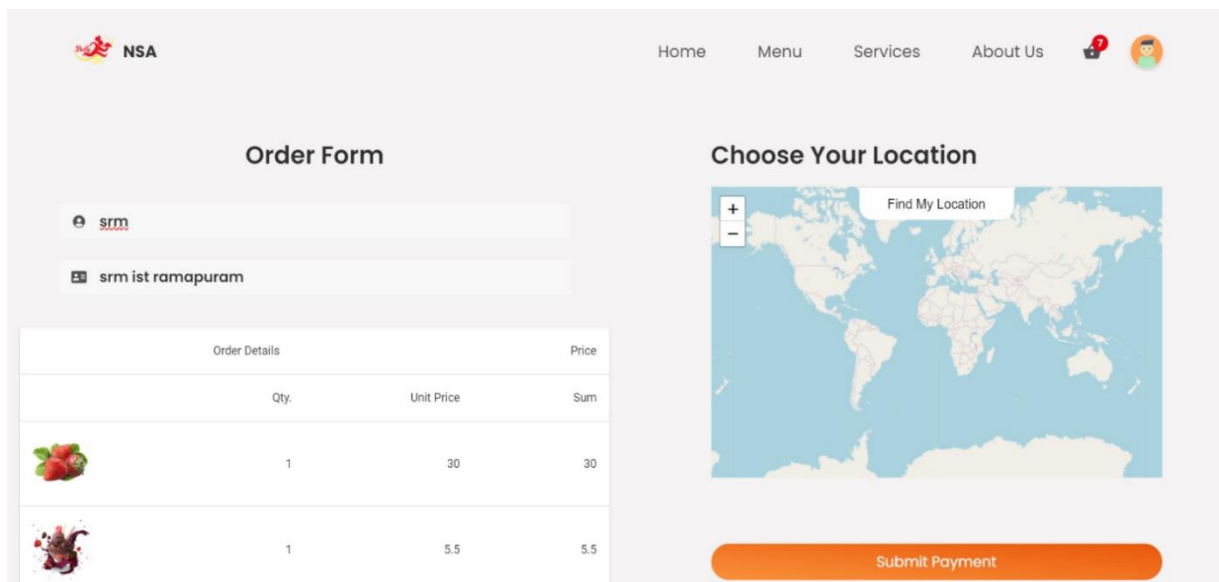 NSA
Home Menu Services About Us 7
Order Form
srm
srm ist ramapuram
Order Details Price
Qty. Unit Price Sum
1 30 30
1 5.5 5.5
Choose Your Location
+
−
Find My Location
Submit Payment